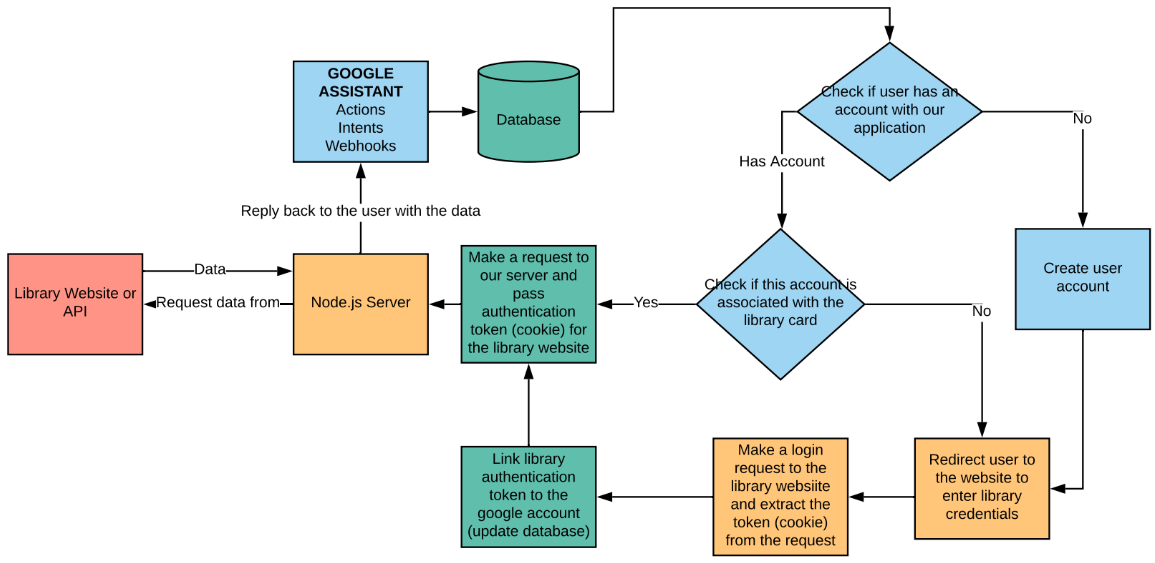 GOOGLE
ASSISTANT
Actions
Intents
Webhooks
Database
Check if user has an
account with our
application
No
Has Account
Reply back to the user with the data
Create user
account
Library Website or
API
Data
Request data from
Node.js Server
Make a request to
our server and
pass
authentication
token (cookie) for
the library website
Yes
Check if this account is
associated with the
library card
No
Link library
authentication
token to the
google account
(update database)
Make a login
request to the
library websiite
and extract the
token (cookie)
from the request
Redirect user to
the website to
enter library
credentials